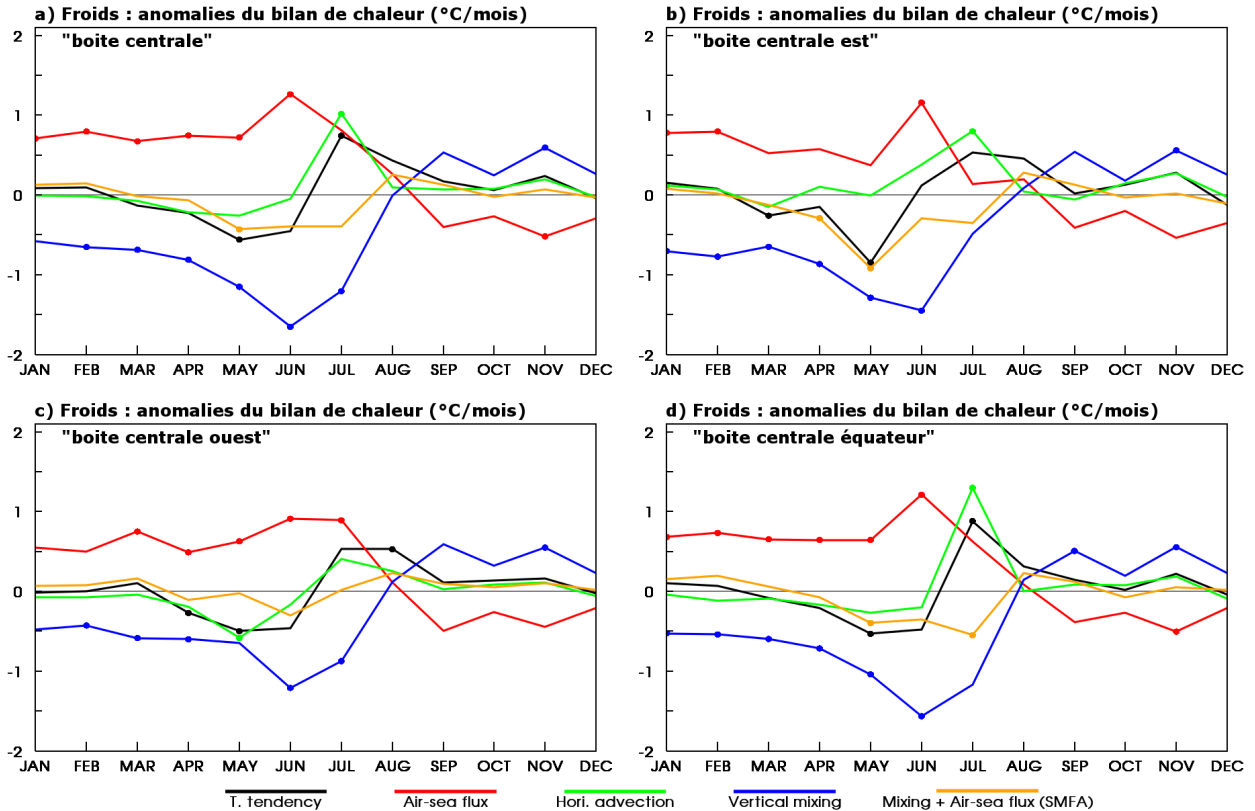 a) Froids : anomalies du bilan de chaleur (°C/mois)
"boite centrale"
2
1
0
-1
-2
JAN FEB MAR APR MAY JUN JUL AUG SEP OCT NOV DEC
b) Froids : anomalies du bilan de chaleur (°C/mois)
"boite centrale est"
2
1
0
-1
-2
JAN FEB MAR APR MAY JUN JUL AUG SEP OCT NOV DEC
c) Froids : anomalies du bilan de chaleur (°C/mois)
"boite centrale ouest"
2
1
0
-1
-2
JAN FEB MAR APR MAY JUN JUL AUG SEP OCT NOV DEC
d) Froids : anomalies du bilan de chaleur (°C/mois)
"boite centrale équateur"
2
1
0
-1
-2
JAN FEB MAR APR MAY JUN JUL AUG SEP OCT NOV DEC
T. tendency Air-sea flux Hori. advection Vertical mixing Mixing + Air-sea flux (SMFA)